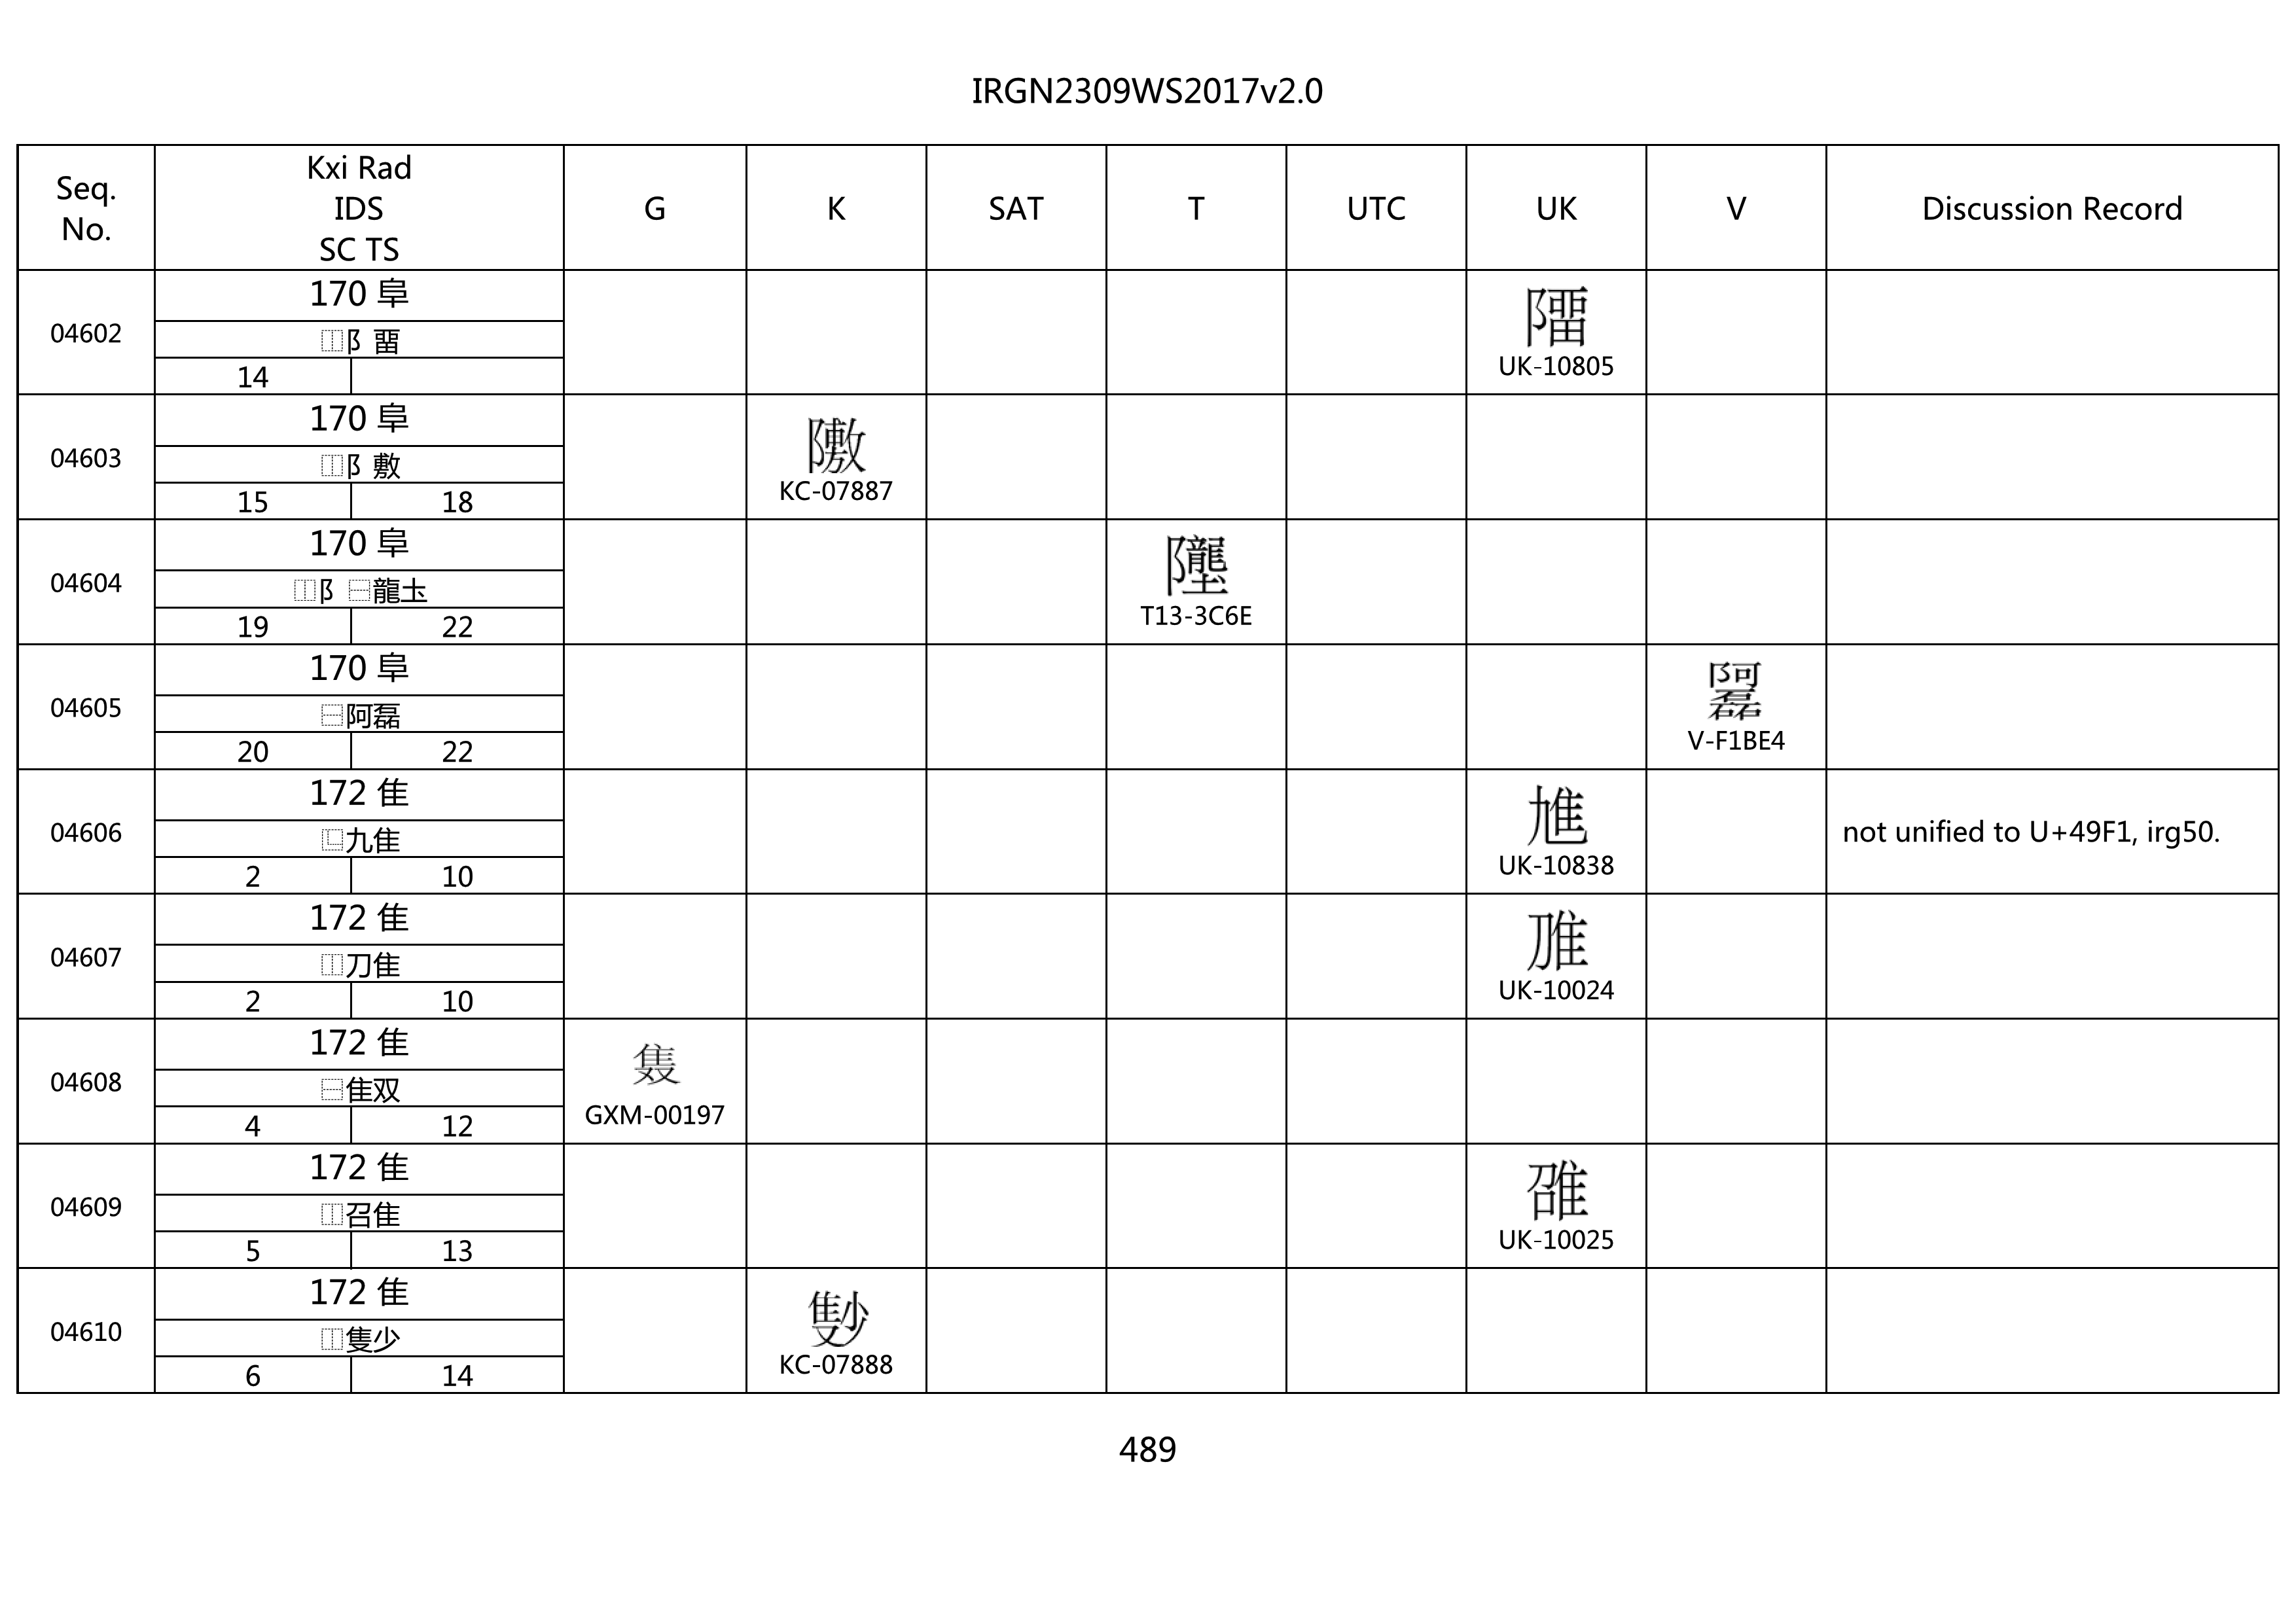 IRGN2309WS2017v2.0
Seq. No.
Kxi Rad IDS SC TS
G
K
SAT
T
UTC
UK
V
Discussion Record
04602
170 阜
⿰阝畱
14
UK-10805
04603
170 阜
⿰阝敷
15 18
KC-07887
04604
170 阜
⿰阝⿱龍圡
19 22
T13-3C6E
04605
170 阜
⿱阿磊
20 22
V-F1BE4
04606
172 隹
⿺九隹
2 10
UK-10838
not unified to U+49F1, irg50.
04607
172 隹
⿰刀隹
2 10
UK-10024
04608
172 隹
⿱隹双
4 12
GXM-00197
04609
172 隹
⿰召隹
5 13
UK-10025
04610
172 隹
⿰隻少
6 14
KC-07888
489